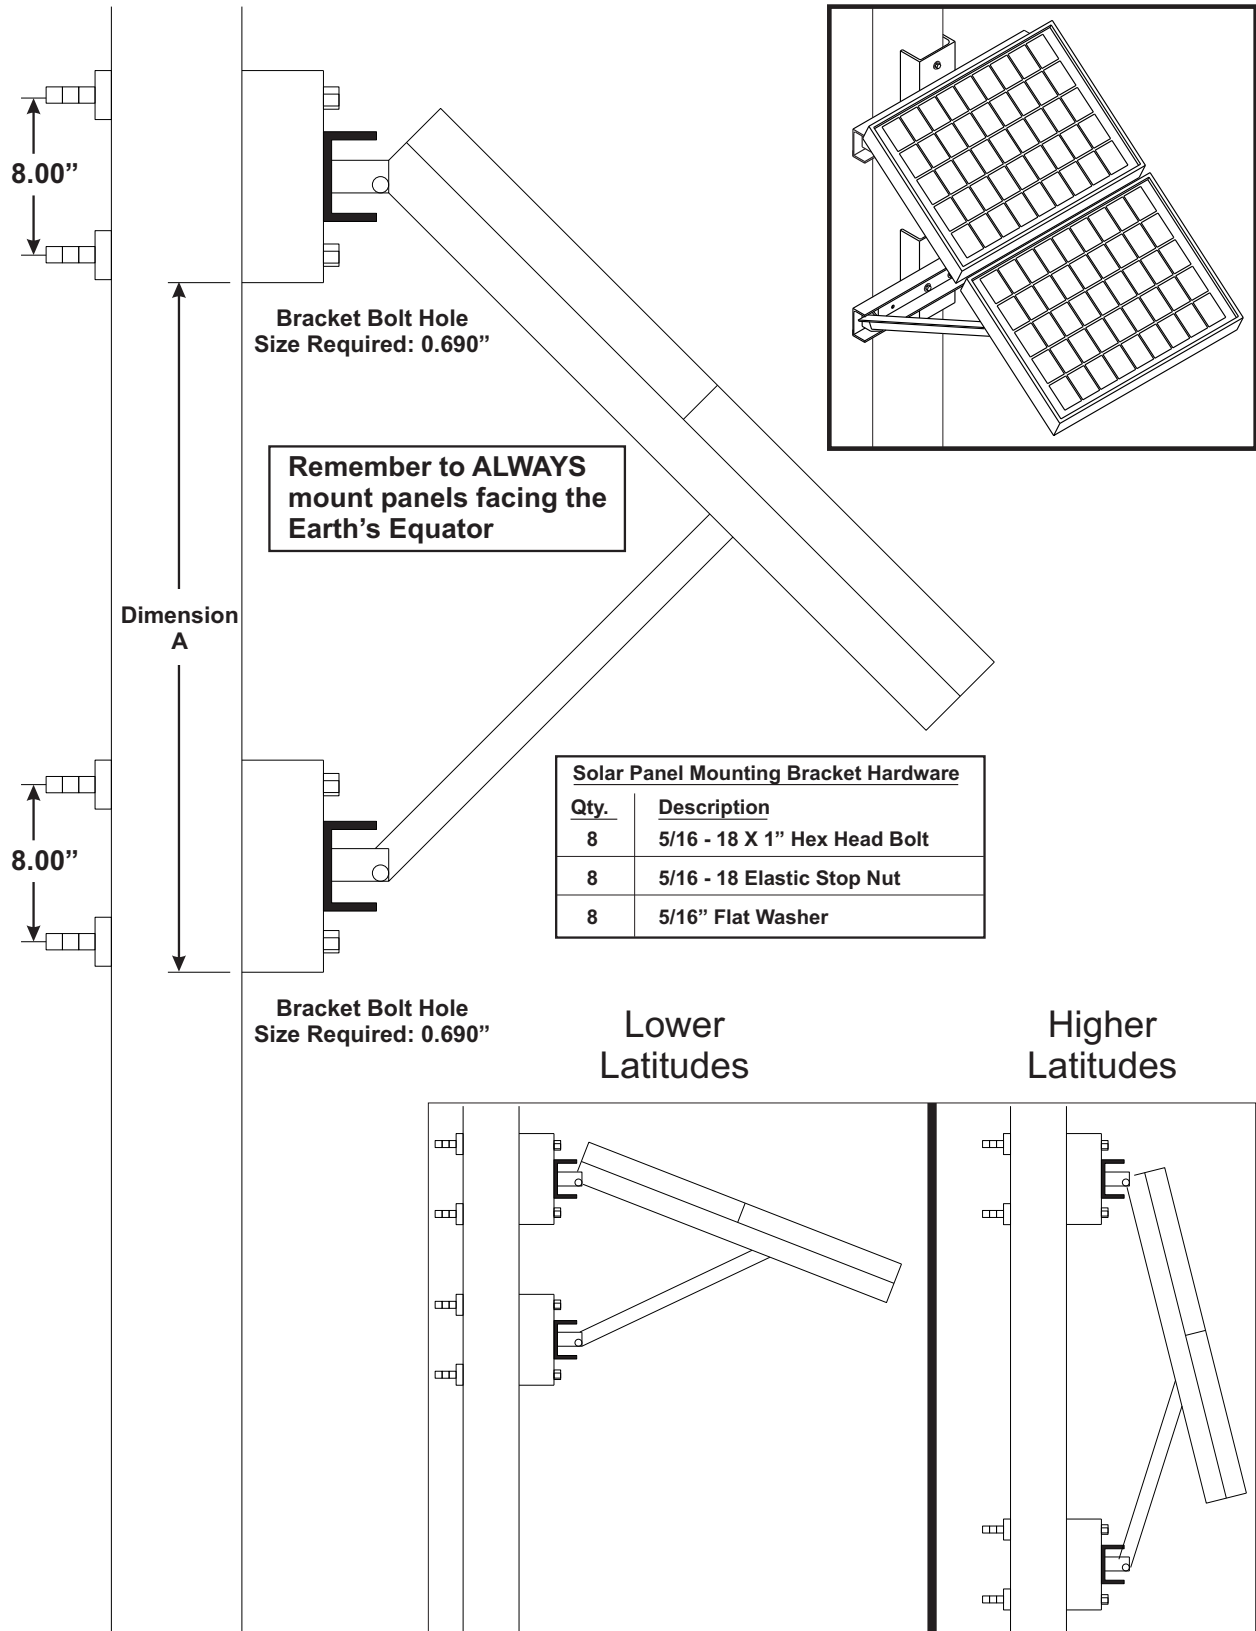 8.00”
Bracket Bolt Hole
Size Required: 0.690”
Remember to ALWAYS
mount panels facing the
Earth’s Equator
Dimension
A
Solar Panel Mounting Bracket Hardware
Qty. Description
8 5/16 - 18 X 1” Hex Head Bolt
8 5/16 - 18 Elastic Stop Nut
8 5/16” Flat Washer
8.00”
Bracket Bolt Hole
Size Required: 0.690”
Lower
Latitudes
Higher
Latitudes